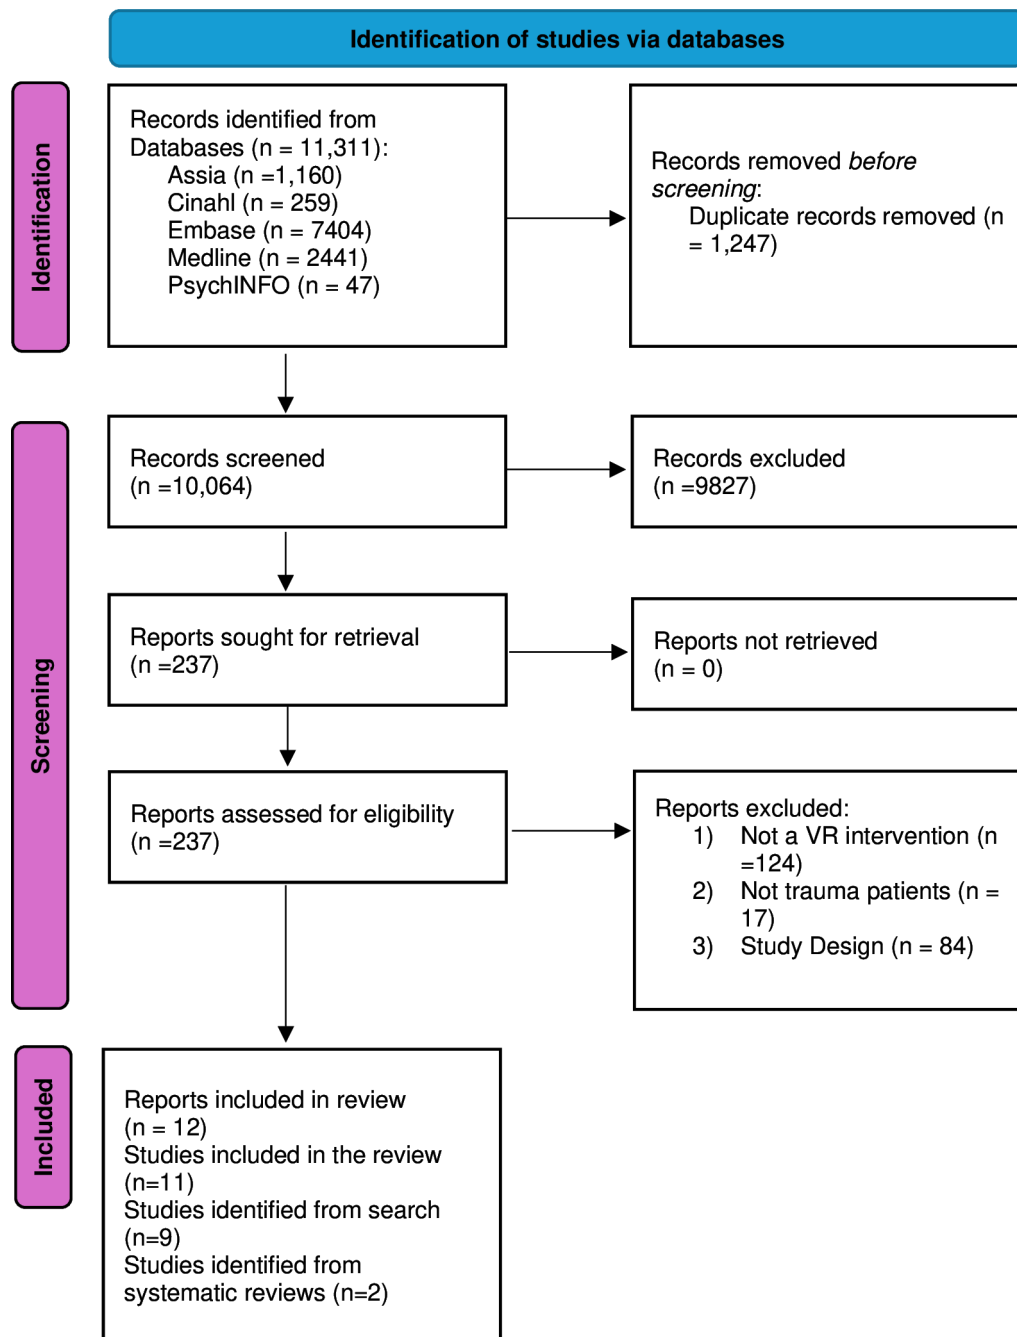 Identification of studies via databases
Identification
Records identified from
Databases (n = 11,311):
Assia (n =1,160)
Cinahl (n = 259)
Embase (n = 7404)
Medline (n = 2441)
PsychINFO (n = 47)
Records removed before
screening:
Duplicate records removed (n
= 1,247)
Screening
Records screened
(n =10,064)
Records excluded
(n =9827)
Reports sought for retrieval
(n =237)
Reports not retrieved
(n = 0)
Reports assessed for eligibility
(n =237)
Reports excluded:
1) Not a VR intervention (n
=124)
2) Not trauma patients (n =
17)
3) Study Design (n = 84)
Included
Reports included in review
(n = 12)
Studies included in the review
(n=11)
Studies identified from search
(n=9)
Studies identified from
systematic reviews (n=2)